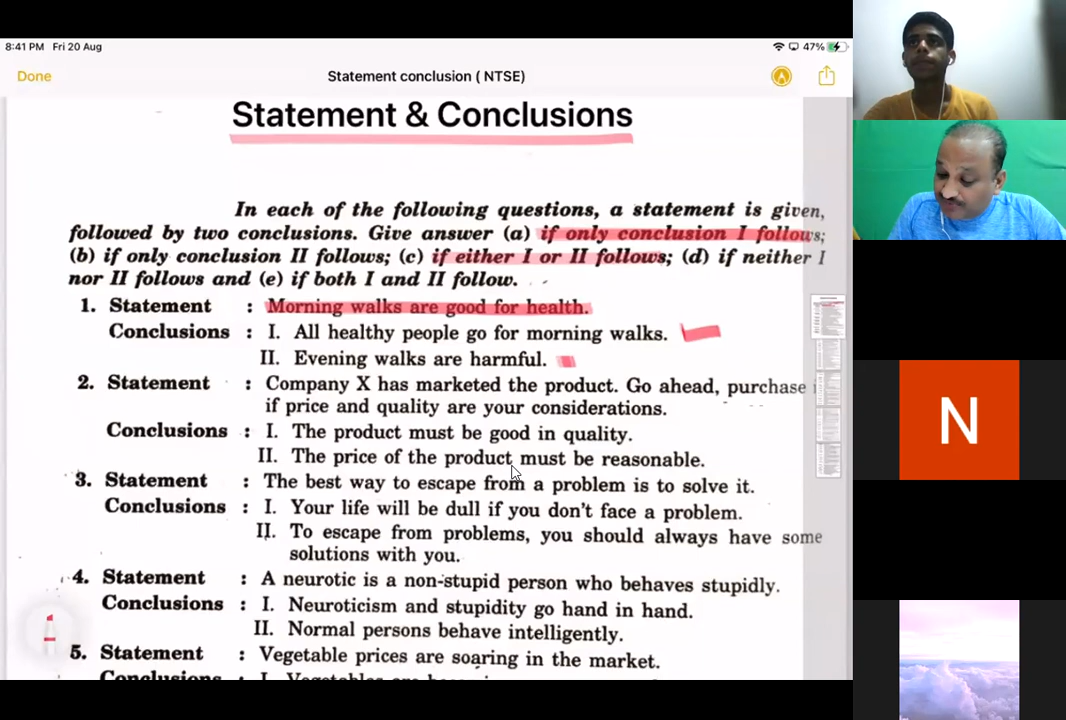 8:41 PM Fri 20 Aug
47%
Done
Statement conclusion ( NTSE)
Statement & Conclusions
In each of the following questions, a statement is given,
followed by two conclusions. Give answer (a) if only conclusion I follows;
(b) if only conclusion II follows; (c) if either I or II follows; (d) if neither I
nor II follows and (e) if both I and II follow.
1. Statement : Morning walks are good for health.
Conclusions : I. All healthy people go for morning walks.
II. Evening walks are harmful.
2. Statement : Company X has marketed the product. Go ahead, purchase
if price and quality are your considerations.
Conclusions : I. The product must be good in quality.
II. The price of the product must be reasonable.
3. Statement : The best way to escape from a problem is to solve it.
Conclusions : I. Your life will be dull if you don't face a problem.
II. To escape from problems, you should always have some
solutions with you.
4. Statement : A neurotic is a non-stupid person who behaves stupidly.
Conclusions : I. Neuroticism and stupidity go hand in hand.
II. Normal persons behave intelligently.
5. Statement : Vegetable prices are soaring in the market.
N